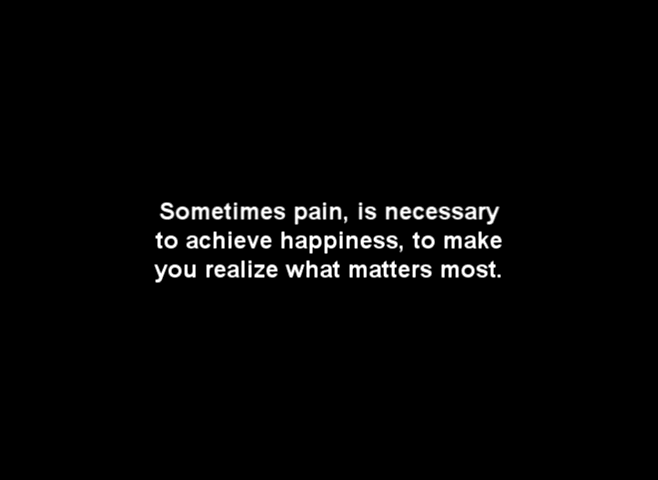 Sometimes pain, is necessary
to achieve happiness, to make
you realize what matters most.